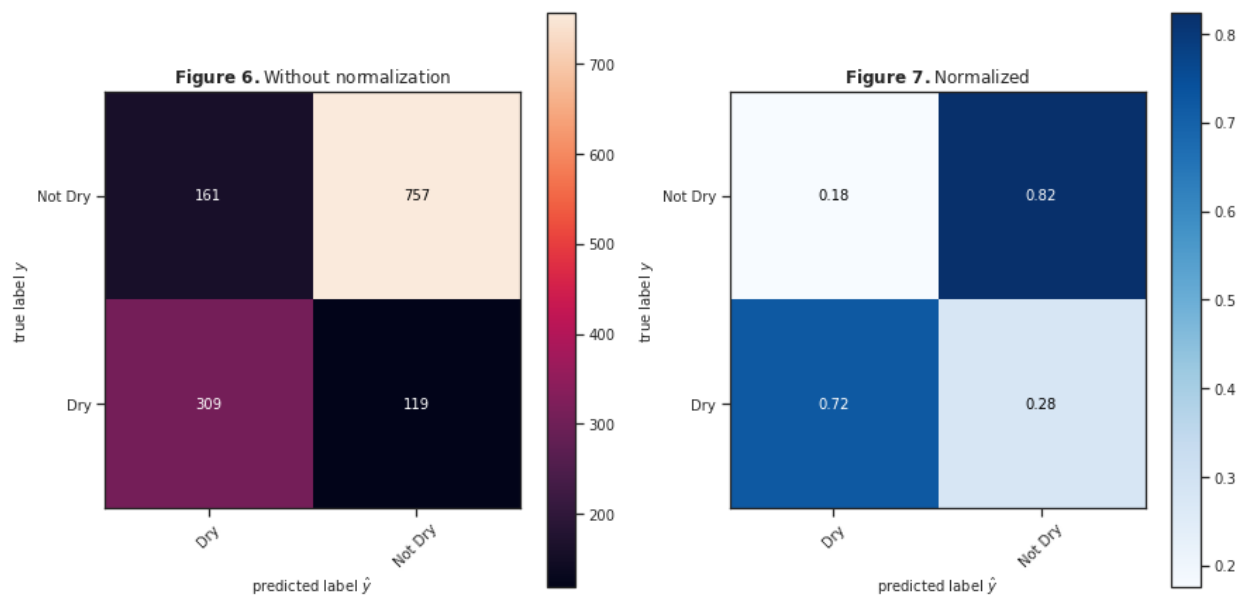 Figure 6. Without normalization
Not Dry
Dry
161
757
309
119
Dry
Not Dry
true label y
predicted label ŷ
700
600
500
400
300
200
Figure 7. Normalized
Not Dry
Dry
0.18
0.82
0.72
0.28
Dry
Not Dry
true label y
predicted label ŷ
0.8
0.7
0.6
0.5
0.4
0.3
0.2